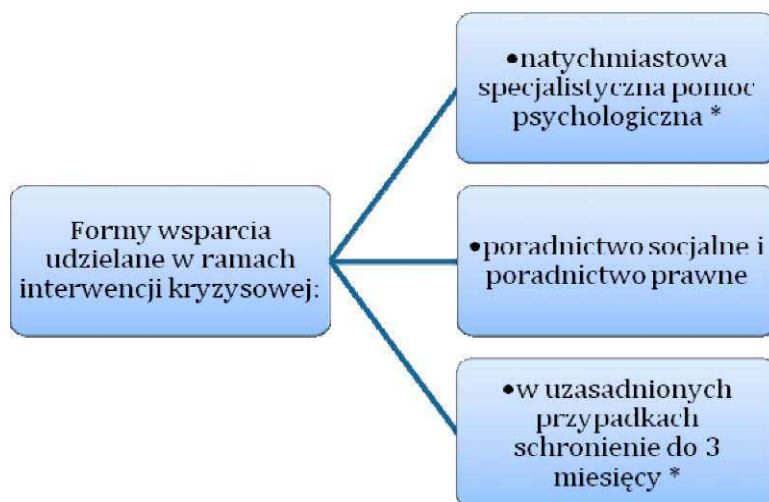 Formy wsparcia
udzielane w ramach
interwencji kryzysowej:
•natychmiastowa
specjalistyczna pomoc
psychologiczna *
•poradnictwo socjalne i
poradnictwo prawne
•w uzasadnionych
przypadkach
schronienie do 3
miesięcy *